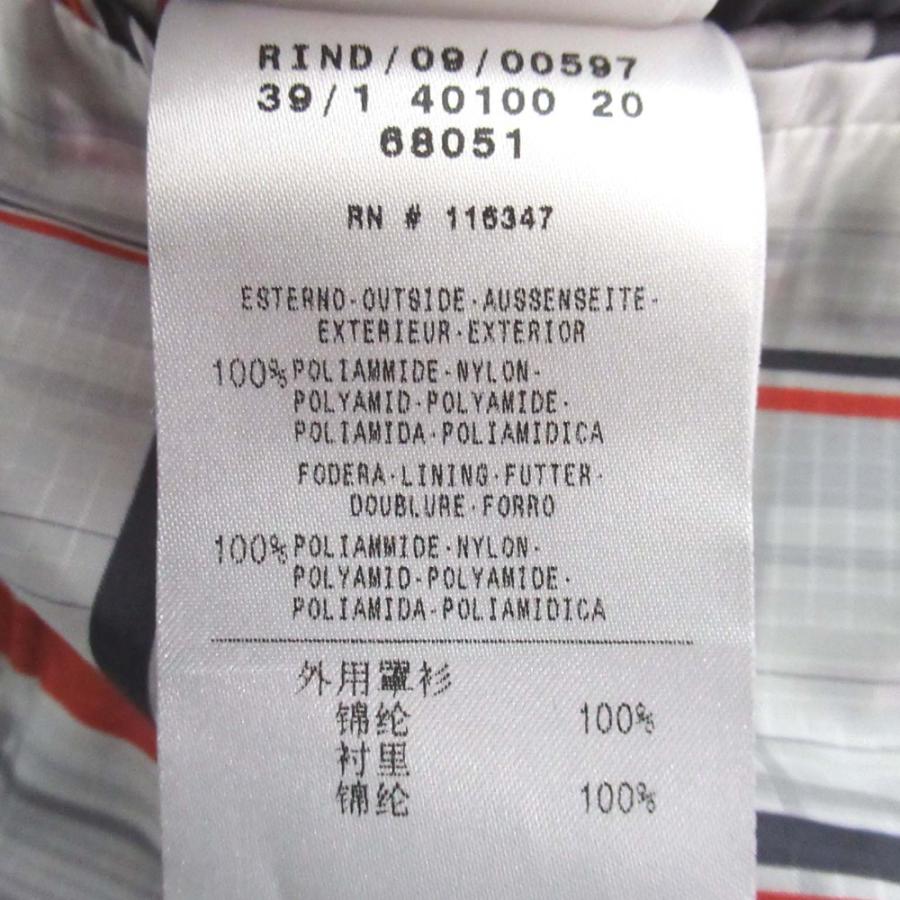 RIND/09/00597
39/1 40100 20
68051
RN # 116347
ESTERNO·OUTSIDE·AUSSENSEITE·
EXTERIEUR·EXTERIOR
100% POLIAMMIDE·NYLON·
POLYAMID·POLYAMIDE·
POLIAMIDA·POLIAMIDICA
FODERA·LINING·FUTTER·
DOUBLURE·FORRO
100% POLIAMMIDE·NYLON·
POLYAMID·POLYAMIDE·
POLIAMIDA·POLIAMIDICA
外用罩衫
锦纶 100%
衬里
锦纶 100%